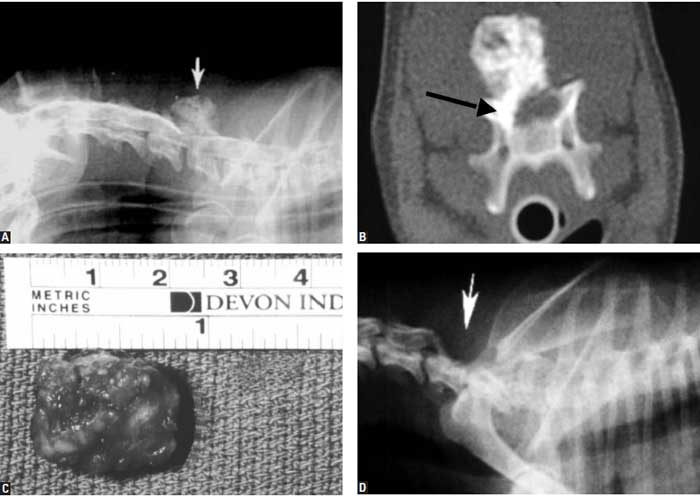 A
B
1 2 3 4
METRIC
INCHES
DEVON IND
1
C
D